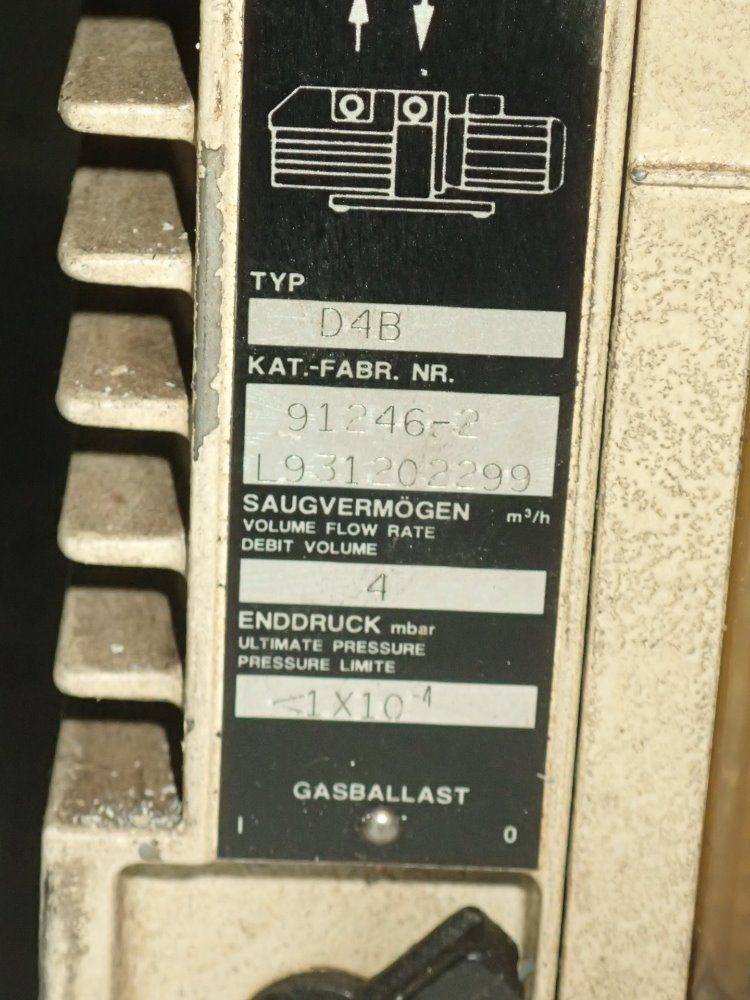 TYP
D4B
KAT.-FABR. NR.
91246-2
L931202299
SAUGVERMÖGEN m³/h
VOLUME FLOW RATE
DEBIT VOLUME
4
ENDDRUCK mbar
ULTIMATE PRESSURE
PRESSURE LIMITE
<1X10⁻⁴
GASBALLAST
I 0